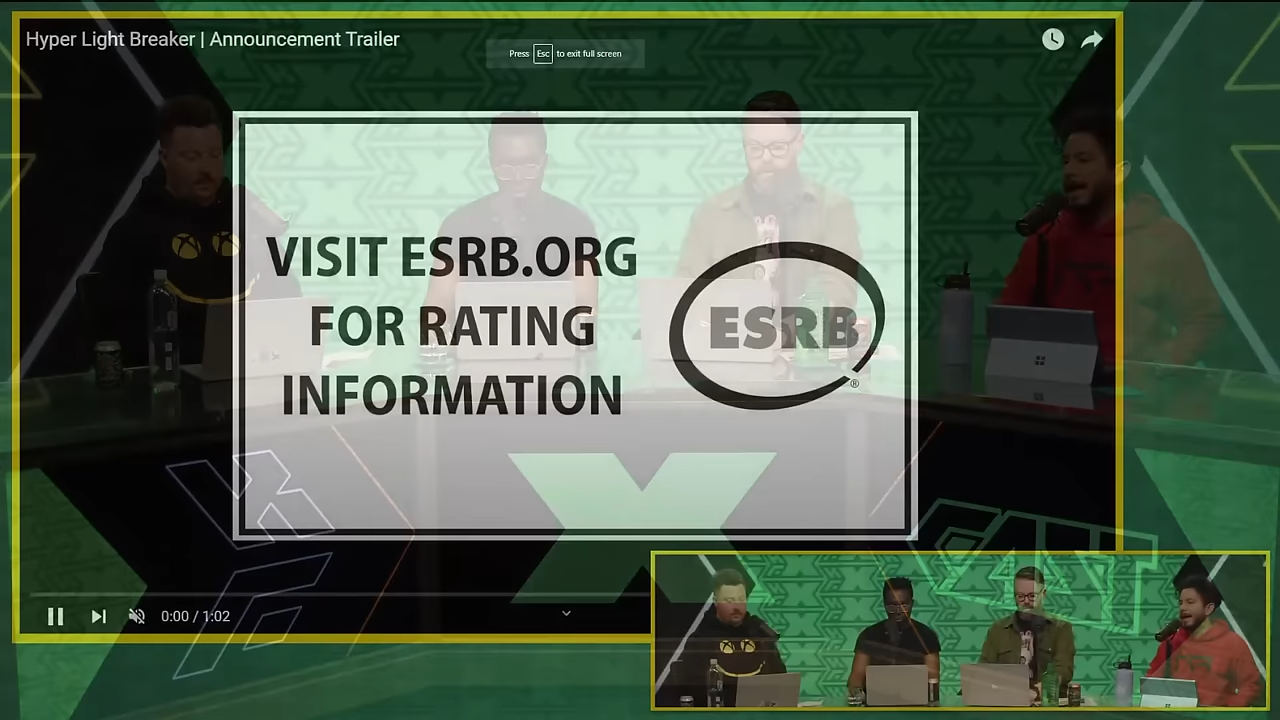 Hyper Light Breaker | Announcement Trailer
Press Esc to exit full screen
VISIT ESRB.ORG
FOR RATING
INFORMATION
ESRB
®
0:00 / 1:02